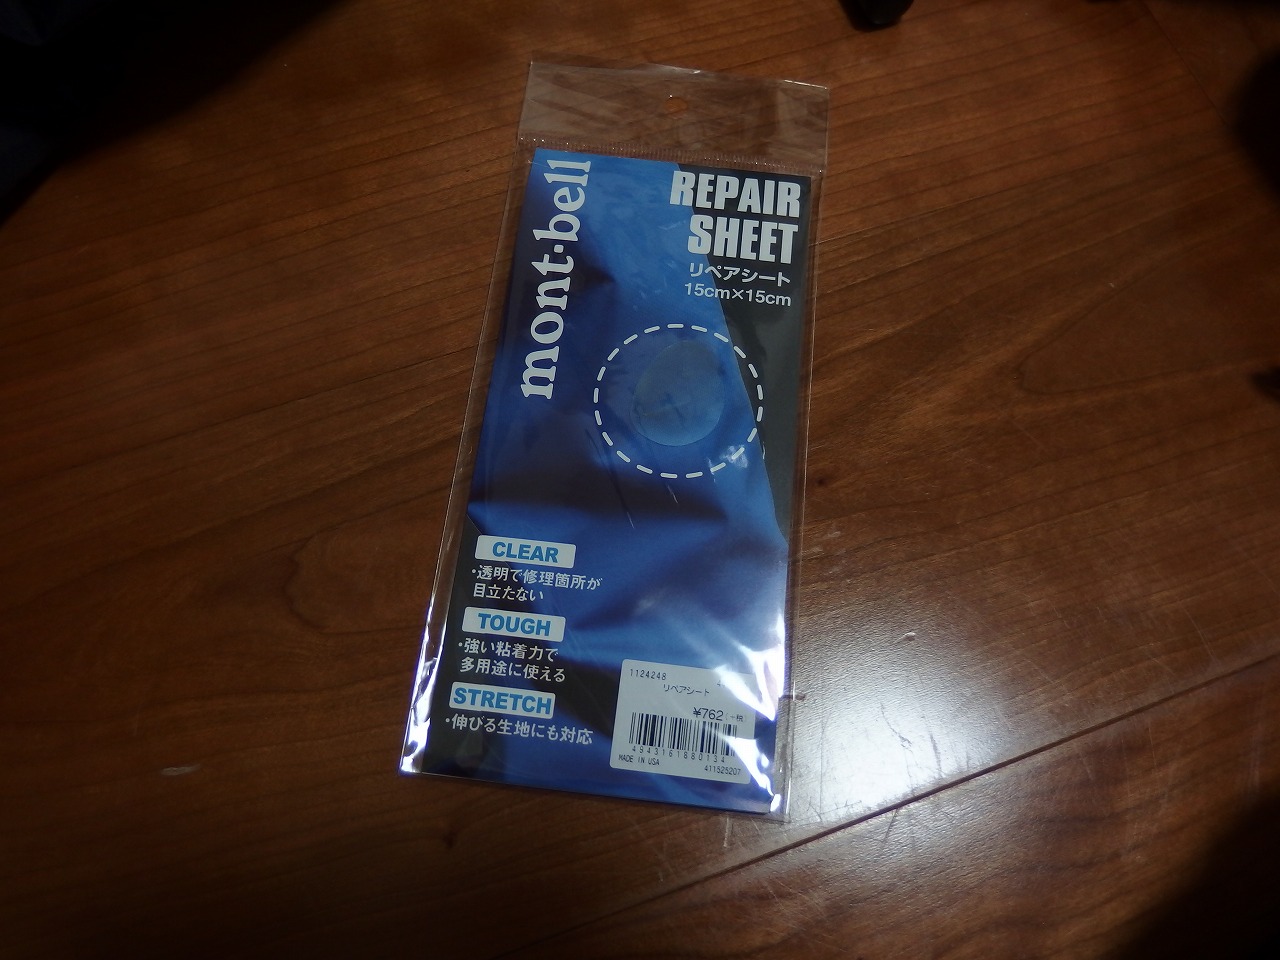 mont·bell
REPAIR
SHEET
リペアシート
15cm×15cm
CLEAR
・透明で修理箇所が
目立たない
TOUGH
・強い粘着力で
多用途に使える
STRETCH
・伸びる生地にも対応
1124248
リペアシート
¥762(+税)
4943161880134
MADE IN USA
411525207